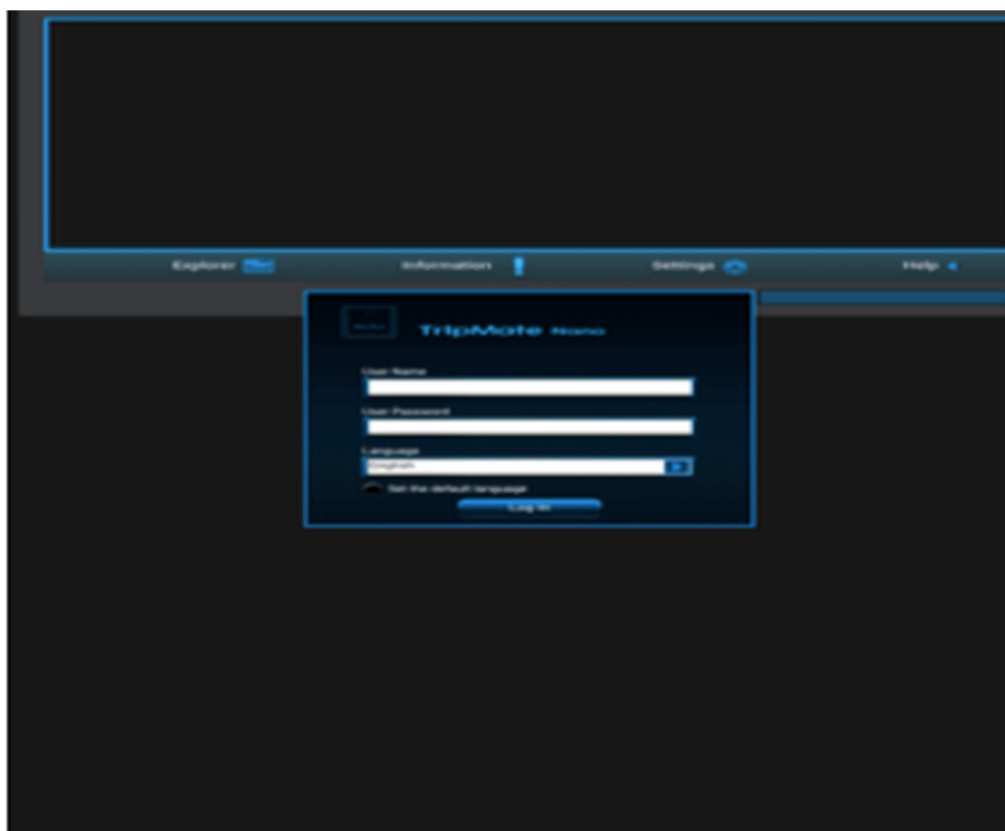 Explorer Information Settings Help
TripMate Nano
User Name
User Password
Language
English
Set the default language
Log In